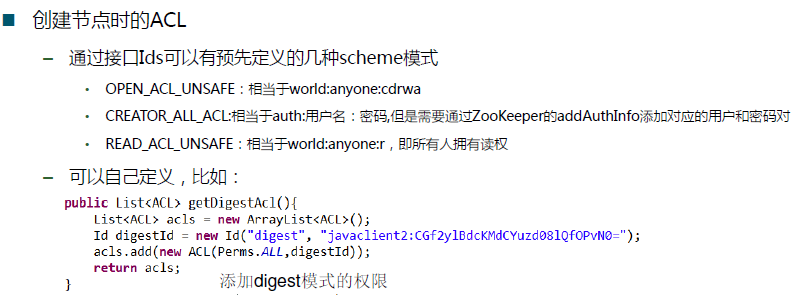 创建节点时的ACL
– 通过接口Ids可以有预先定义的几种scheme模式
• OPEN_ACL_UNSAFE：相当于world:anyone:cdrwa
• CREATOR_ALL_ACL:相当于auth:用户名：密码,但是需要通过ZooKeeper的addAuthInfo添加对应的用户和密码对
• READ_ACL_UNSAFE：相当于world:anyone:r，即所有人拥有读权
– 可以自己定义，比如：
public List<ACL> getDigestAcl(){
List<ACL> acls = new ArrayList<ACL>();
Id digestId = new Id("digest", "javaclient2:CGf2ylBdcKMdCYuzd08lQfOPvN0=");
acls.add(new ACL(Perms.ALL,digestId));
return acls;
}
添加digest模式的权限